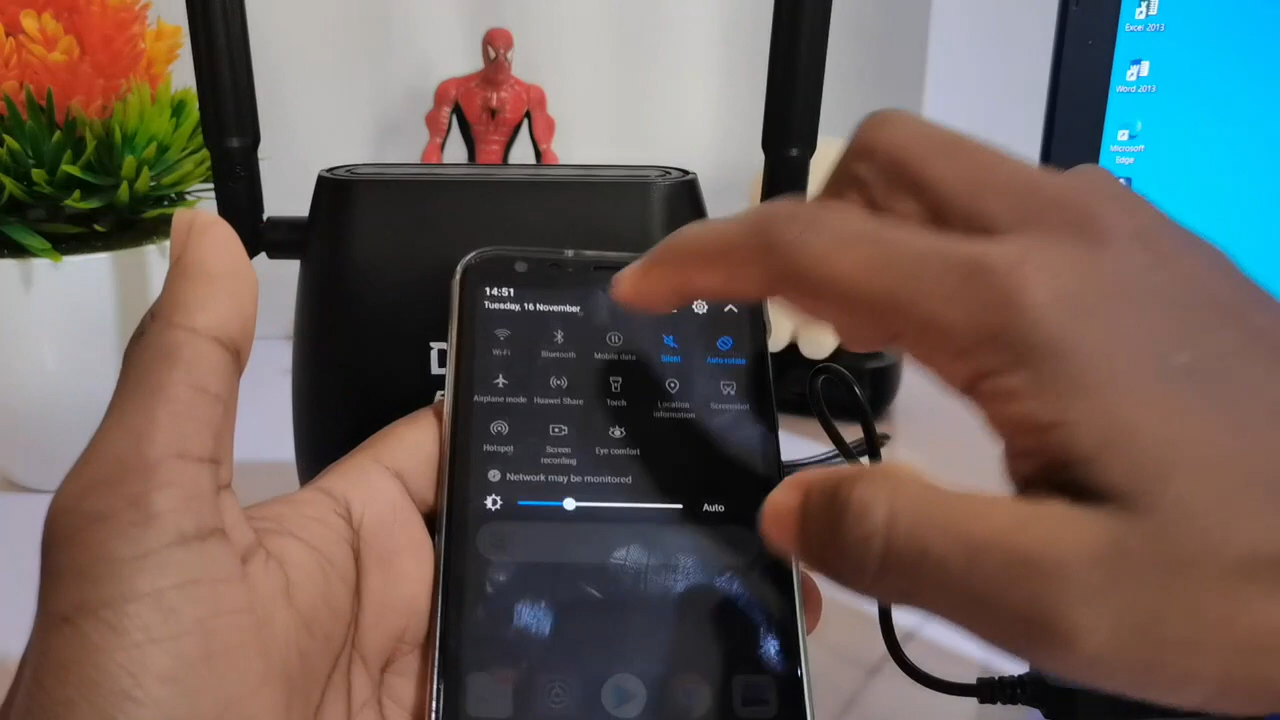 Excel 2013
Word 2013
Microsoft
Edge
14:51
Tuesday, 16 November
Wi-Fi
Bluetooth
Mobile data
Silent
Auto-rotate
Airplane mode
Huawei Share
Torch
Location
information
Screenshot
Hotspot
Screen
recording
Eye comfort
Network may be monitored
Auto